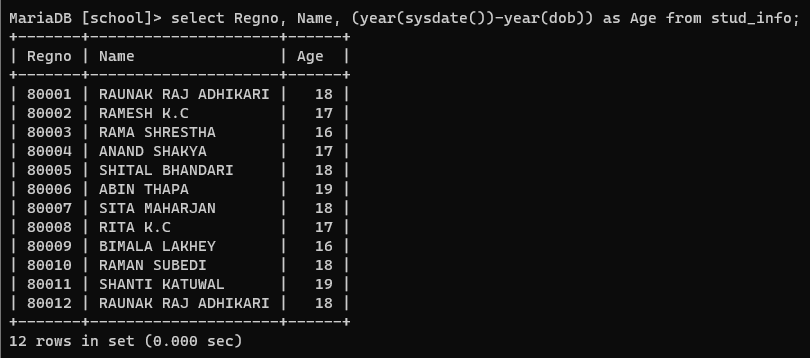 MariaDB [school]> select Regno, Name, (year(sysdate())-year(dob)) as Age from stud_info;
+-------+---------------------+------+
| Regno | Name                | Age  |
+-------+---------------------+------+
| 80001 | RAUNAK RAJ ADHIKARI |   18 |
| 80002 | RAMESH K.C          |   17 |
| 80003 | RAMA SHRESTHA       |   16 |
| 80004 | ANAND SHAKYA        |   17 |
| 80005 | SHITAL BHANDARI     |   18 |
| 80006 | ABIN THAPA          |   19 |
| 80007 | SITA MAHARJAN       |   18 |
| 80008 | RITA K.C            |   17 |
| 80009 | BIMALA LAKHEY       |   16 |
| 80010 | RAMAN SUBEDI        |   18 |
| 80011 | SHANTI KATUWAL      |   19 |
| 80012 | RAUNAK RAJ ADHIKARI |   18 |
+-------+---------------------+------+
12 rows in set (0.000 sec)